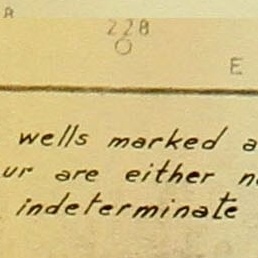 228
E
wells marked a
ur are either n
indeterminate